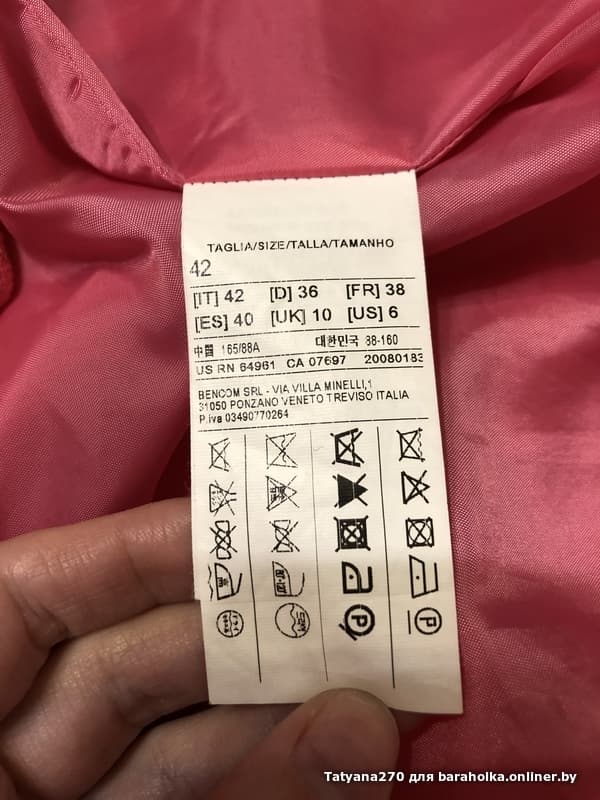 TAGLIA/SIZE/TALLA/TAMANHO
42
[IT] 42 [D] 36 [FR] 38
[ES] 40 [UK] 10 [US] 6
中國 165/88A 대한민국 88-160
US RN 64961 CA 07697 20080183
BENCOM SRL - VIA VILLA MINELLI,1
31050 PONZANO VENETO TREVISO ITALIA
P.iva 03490770264
P P
Tatyana270 для baraholka.onliner.by